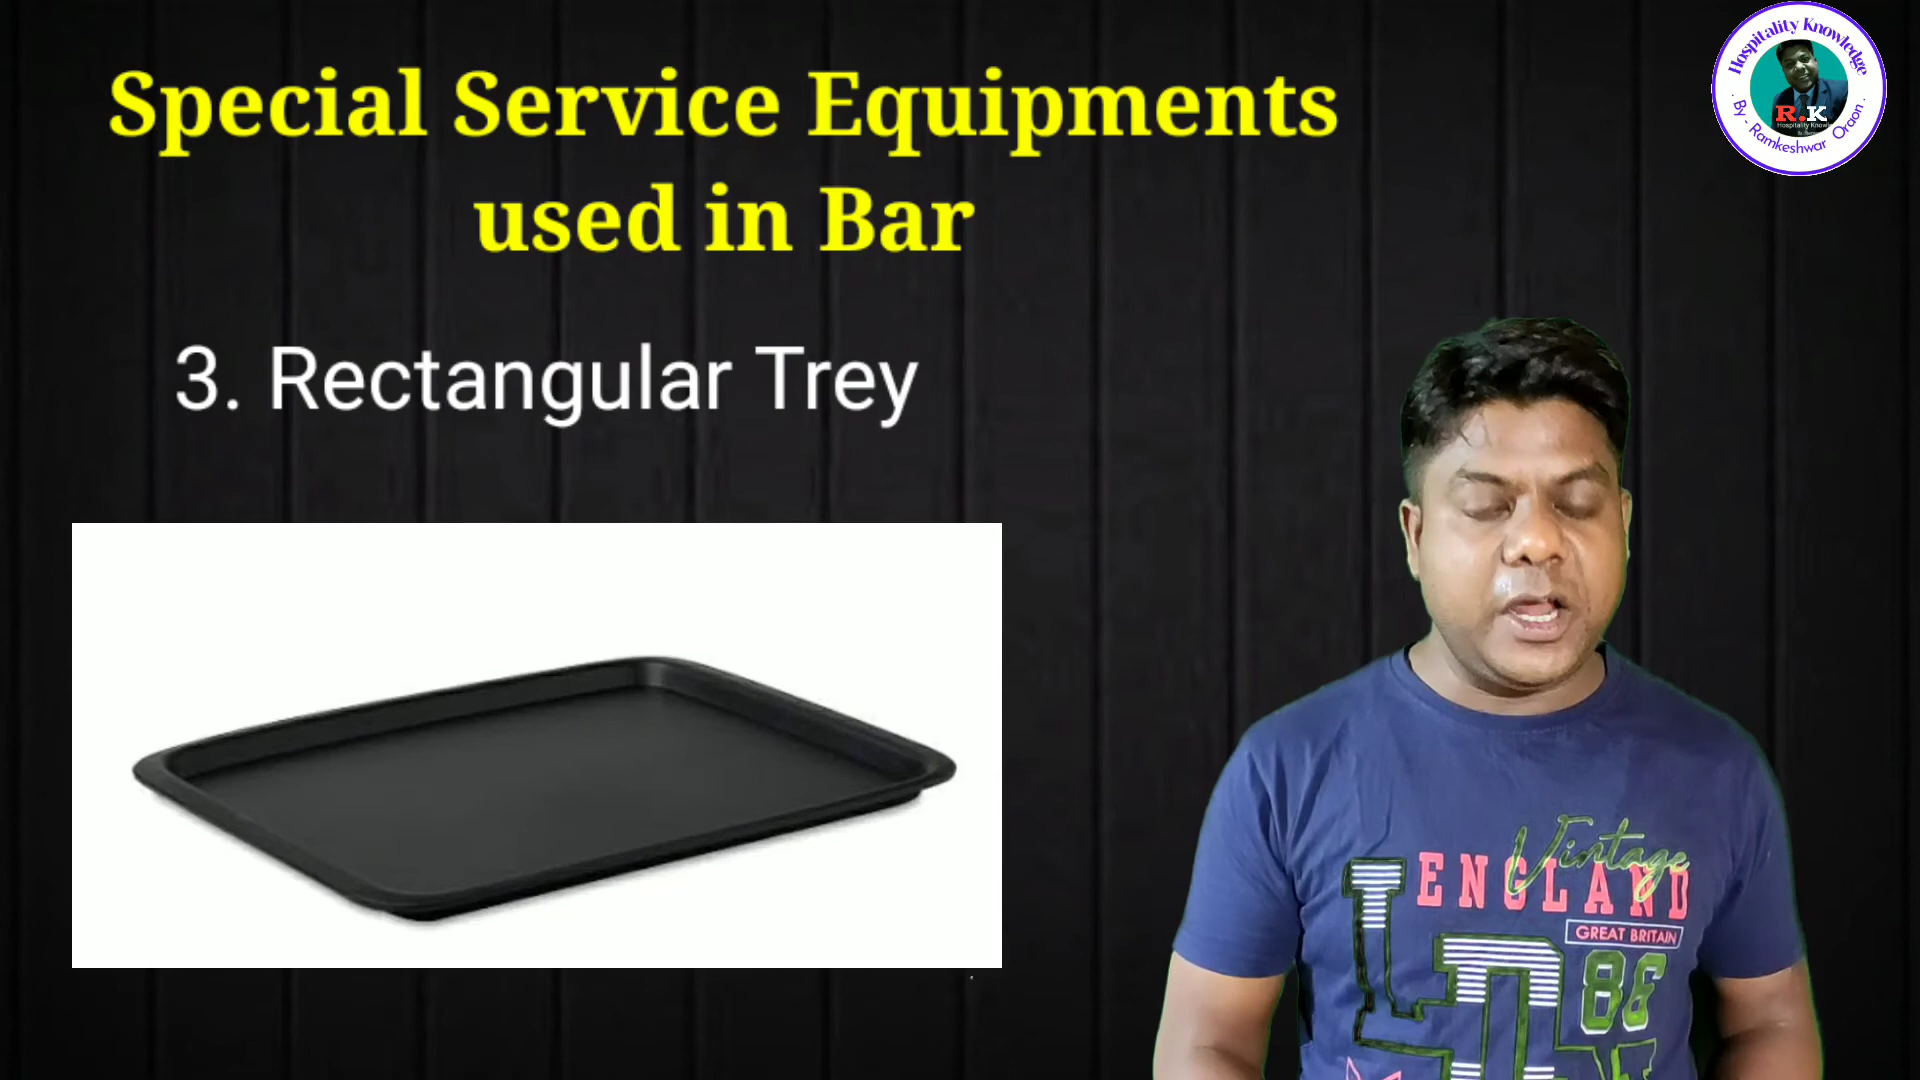 Special Service Equipments
used in Bar
Hospitality Knowledge
R.K
By - Ramkeshwar Oraon
3. Rectangular Trey
Vintage
ENGLAND
GREAT BRITAIN
86